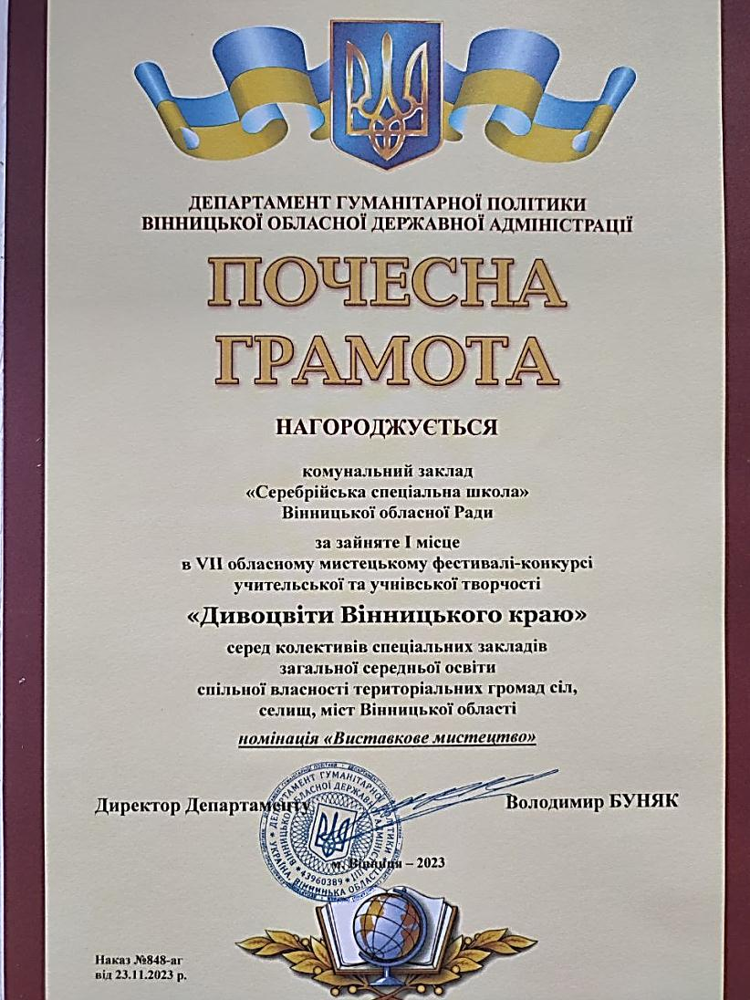 ДЕПАРТАМЕНТ ГУМАНІТАРНОЇ ПОЛІТИКИ
ВІННИЦЬКОЇ ОБЛАСНОЇ ДЕРЖАВНОЇ АДМІНІСТРАЦІЇ
ПОЧЕСНА
ГРАМОТА
НАГОРОДЖУЄТЬСЯ
комунальний заклад
«Серебрійська спеціальна школа»
Вінницької обласної Ради
за зайняте І місце
в VII обласному мистецькому фестивалі-конкурсі
учительської та учнівської творчості
«Дивоцвіти Вінницького краю»
серед колективів спеціальних закладів
загальної середньої освіти
спільної власності територіальних громад сіл,
селищ, міст Вінницької області
номінація «Виставкове мистецтво»
Директор Департаменту
Володимир БУНЯК
ДЕПАРТАМЕНТ ГУМАНІТАРНОЇ ПОЛІТИКИ
ВІННИЦЬКОЇ ОБЛАСНОЇ ДЕРЖАВНОЇ АДМІНІСТРАЦІЇ
УКРАЇНА, ВІННИЦЬКА ОБЛАСТЬ
*43960389*
м. Вінниця – 2023
Наказ №848-аг
від 23.11.2023 р.